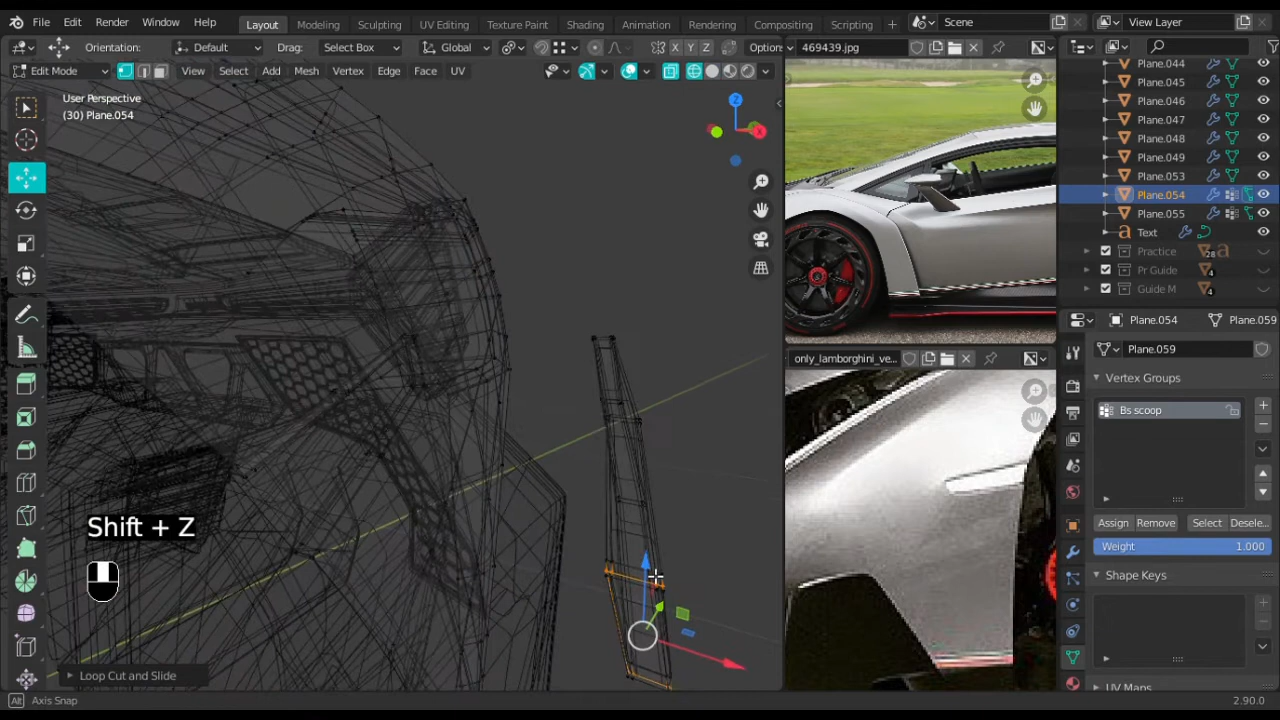 File Edit Render Window Help Layout Modeling Sculpting UV Editing Texture Paint Shading Animation Rendering Compositing Scripting Scene View Layer
Orientation: Default Drag: Select Box Global X Y Z Options 469439.jpg
Edit Mode View Select Add Mesh Vertex Edge Face UV
User Perspective
(30) Plane.054
Z
Plane.044
Plane.045
Plane.046
Plane.047
Plane.048
Plane.049
Plane.053
Plane.054
Plane.055
Text
Practice 28
Pr Guide 4
Guide M 4
Plane.054 Plane.059
Plane.059
only_lamborghini_ve...
Vertex Groups
Bs scoop
Assign Remove Select Desele...
Weight 1.000
Shape Keys
UV Maps
Shift + Z
Loop Cut and Slide
Alt Axis Snap 2.90.0